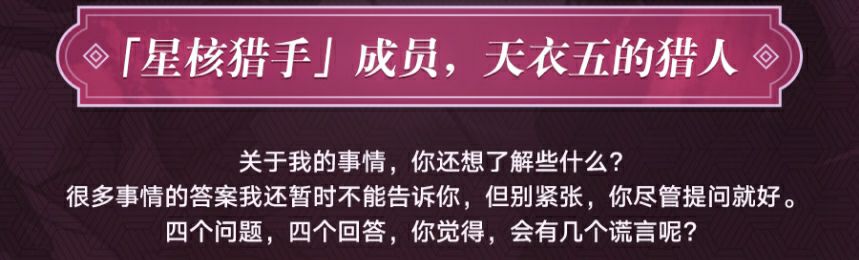 「星核猎手」成员，天衣五的猎人
关于我的事情，你还想了解些什么？
很多事情的答案我还暂时不能告诉你，但别紧张，你尽管提问就好。
四个问题，四个回答，你觉得，会有几个谎言呢？